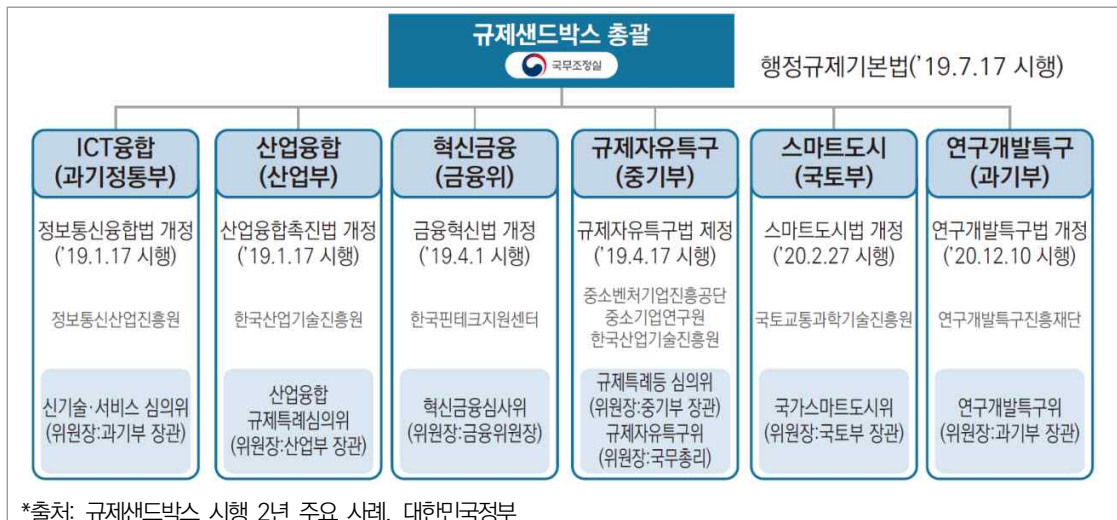 규제샌드박스 총괄
국무조정실
행정규제기본법('19.7.17 시행)
ICT융합
(과기정통부)
정보통신융합법 개정
('19.1.17 시행)
정보통신산업진흥원
신기술·서비스 심의위
(위원장:과기부 장관)
산업융합
(산업부)
산업융합촉진법 개정
('19.1.17 시행)
한국산업기술진흥원
산업융합
규제특례심의위
(위원장:산업부 장관)
혁신금융
(금융위)
금융혁신법 개정
('19.4.1 시행)
한국핀테크지원센터
혁신금융심사위
(위원장:금융위원장)
규제자유특구
(중기부)
규제자유특구법 제정
('19.4.17 시행)
중소벤처기업진흥공단
중소기업연구원
한국산업기술진흥원
규제특례등 심의위
(위원장:중기부 장관)
규제자유특구위
(위원장:국무총리)
스마트도시
(국토부)
스마트도시법 개정
('20.2.27 시행)
국토교통과학기술진흥원
국가스마트도시위
(위원장:국토부 장관)
연구개발특구
(과기부)
연구개발특구법 개정
('20.12.10 시행)
연구개발특구진흥재단
연구개발특구위
(위원장:과기부 장관)
*출처: 규제샌드박스 시행 2년 주요 사례, 대한민국정부